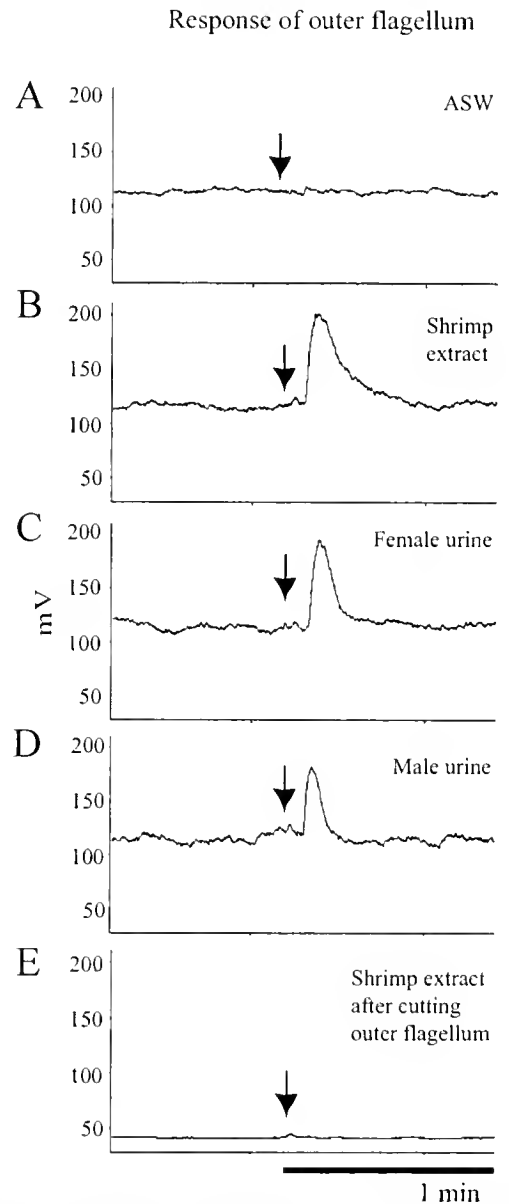 Response of outer flagellum
A
200
ASW
150
100
50
B
200
Shrimp
extract
150
100
50
C
200
Female urine
150
100
mV
50
D
200
Male urine
150
100
50
E
200
Shrimp extract
after cutting
outer flagellum
150
100
50
1 min